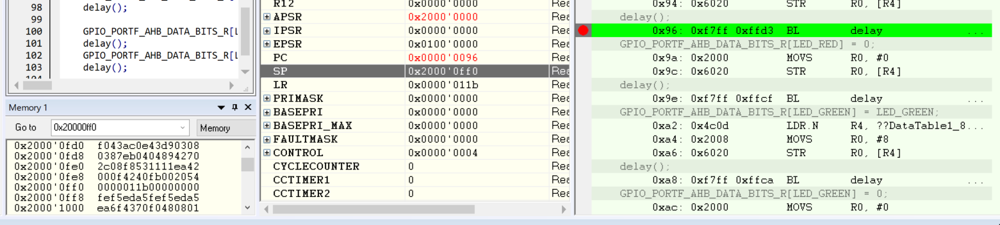 98 delay();
99
100 GPIO_PORTF_AHB_DATA_BITS_R[L
101 delay();
102 GPIO_PORTF_AHB_DATA_BITS_R[L
103 delay();
Memory 1
Go to 0x20000ff0 Memory
0x2000'0fd0 f043ac0e43d90308
0x2000'0fd8 0387eb0404894270
0x2000'0fe0 2c08f8531111ea42
0x2000'0fe8 000f4240fb002054
0x2000'0ff0 0000011b00000000
0x2000'0ff8 fef5eda5fef5eda5
0x2000'1000 ea6f4370f0480801
R12 0x0000'0000 Rea
APSR 0x2000'0000 Rea
IPSR 0x0000'0000 Rea
EPSR 0x0100'0000 Rea
PC 0x0000'0096 Rea
SP 0x2000'0ff0 Rea
LR 0x0000'011b Rea
PRIMASK 0x0000'0000 Rea
BASEPRI 0x0000'0000 Rea
BASEPRI_MAX 0x0000'0000 Rea
FAULTMASK 0x0000'0000 Rea
CONTROL 0x0000'0004 Rea
CYCLECOUNTER 0 Rea
CCTIMER1 0 Rea
CCTIMER2 0 Rea
0x94: 0x6020 STR R0, [R4]
delay();
0x96: 0xf7ff 0xffd3 BL delay ...
GPIO_PORTF_AHB_DATA_BITS_R[LED_RED] = 0;
0x9a: 0x2000 MOVS R0, #0
0x9c: 0x6020 STR R0, [R4]
delay();
0x9e: 0xf7ff 0xffcf BL delay ...
GPIO_PORTF_AHB_DATA_BITS_R[LED_GREEN] = LED_GREEN;
0xa2: 0x4c0d LDR.N R4, ??DataTable1_8...
0xa4: 0x2008 MOVS R0, #8
0xa6: 0x6020 STR R0, [R4]
delay();
0xa8: 0xf7ff 0xffca BL delay ...
GPIO_PORTF_AHB_DATA_BITS_R[LED_GREEN] = 0;
0xac: 0x2000 MOVS R0, #0